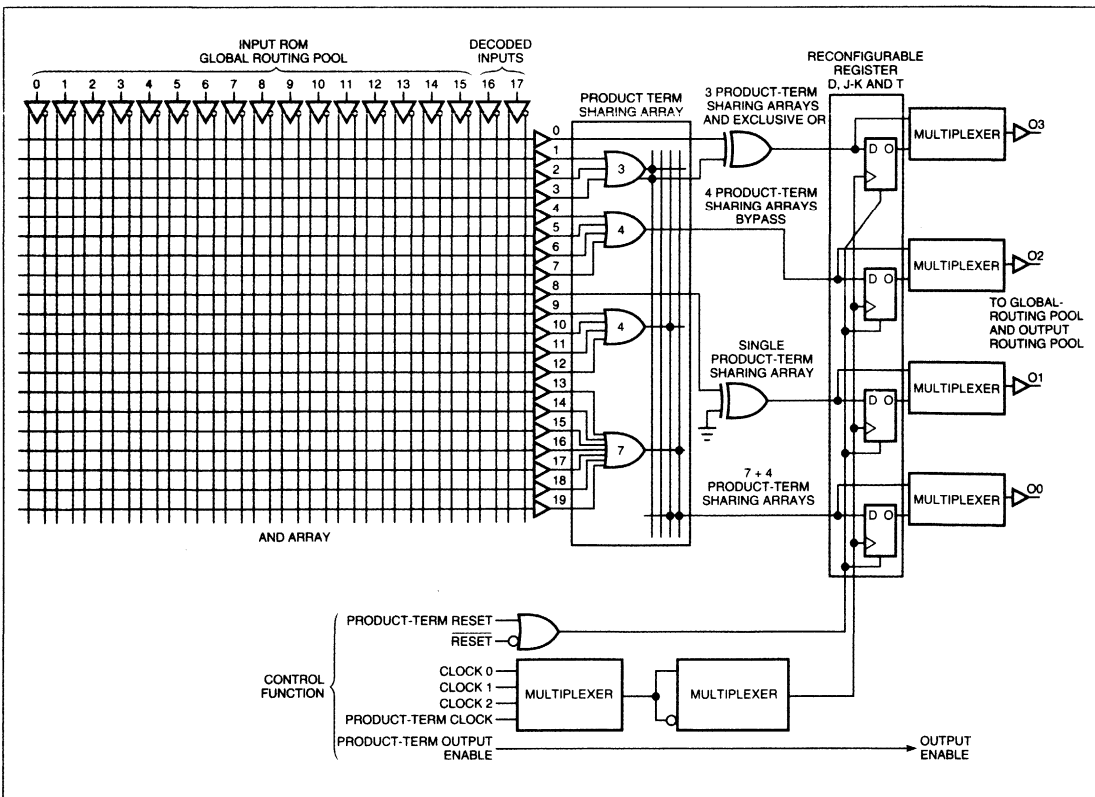 INPUT ROM
GLOBAL ROUTING POOL
DECODED
INPUTS
0 1 2 3 4 5 6 7 8 9 10 11 12 13 14 15 16 17
PRODUCT TERM
SHARING ARRAY
3 PRODUCT-TERM
SHARING ARRAYS
AND EXCLUSIVE OR
RECONFIGURABLE
REGISTER
D, J-K AND T
0
1
2
3
4
5
6
7
8
9
10
11
12
13
14
15
16
17
18
19
3
4
4
7
4 PRODUCT-TERM
SHARING ARRAYS
BYPASS
SINGLE
PRODUCT-TERM
SHARING ARRAY
7 + 4
PRODUCT-TERM
SHARING ARRAYS
D O
MULTIPLEXER
O3
D O
MULTIPLEXER
O2
TO GLOBAL-
ROUTING POOL
AND OUTPUT
ROUTING POOL
D O
MULTIPLEXER
O1
D O
MULTIPLEXER
O0
AND ARRAY
CONTROL
FUNCTION
PRODUCT-TERM RESET
RESET
CLOCK 0
CLOCK 1
CLOCK 2
PRODUCT-TERM CLOCK
MULTIPLEXER
MULTIPLEXER
PRODUCT-TERM OUTPUT
ENABLE
OUTPUT
ENABLE